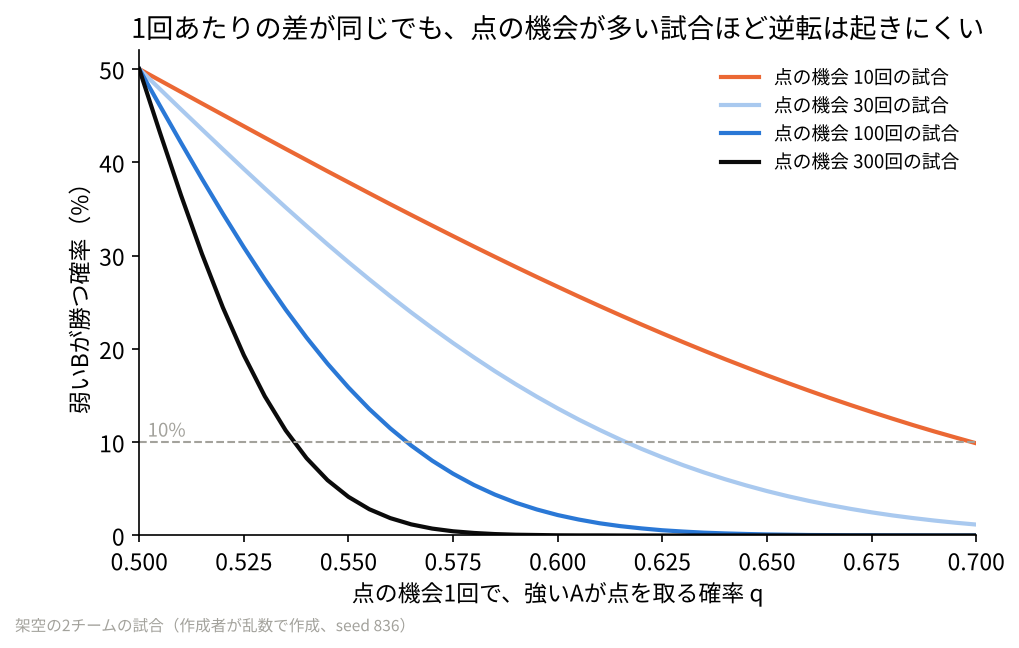 1回あたりの差が同じでも、点の機会が多い試合ほど逆転は起きにくい
点の機会 10回の試合
点の機会 30回の試合
点の機会 100回の試合
点の機会 300回の試合
弱いBが勝つ確率（%）
50
40
30
20
10
0
10%
0.500 0.525 0.550 0.575 0.600 0.625 0.650 0.675 0.700
点の機会1回で、強いAが点を取る確率 q
架空の2チームの試合（作成者が乱数で作成、seed 836）